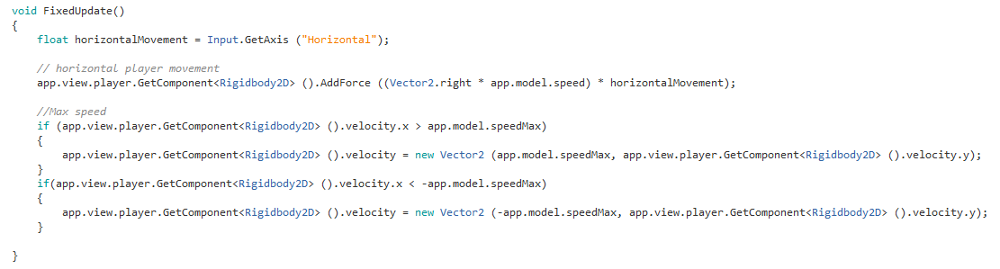 void FixedUpdate()
{
    float horizontalMovement = Input.GetAxis ("Horizontal");

    // horizontal player movement
    app.view.player.GetComponent<Rigidbody2D> ().AddForce ((Vector2.right * app.model.speed) * horizontalMovement);

    //Max speed
    if (app.view.player.GetComponent<Rigidbody2D> ().velocity.x > app.model.speedMax)
    {
        app.view.player.GetComponent<Rigidbody2D> ().velocity = new Vector2 (app.model.speedMax, app.view.player.GetComponent<Rigidbody2D> ().velocity.y);
    }
    if(app.view.player.GetComponent<Rigidbody2D> ().velocity.x < -app.model.speedMax)
    {
        app.view.player.GetComponent<Rigidbody2D> ().velocity = new Vector2 (-app.model.speedMax, app.view.player.GetComponent<Rigidbody2D> ().velocity.y);
    }

}